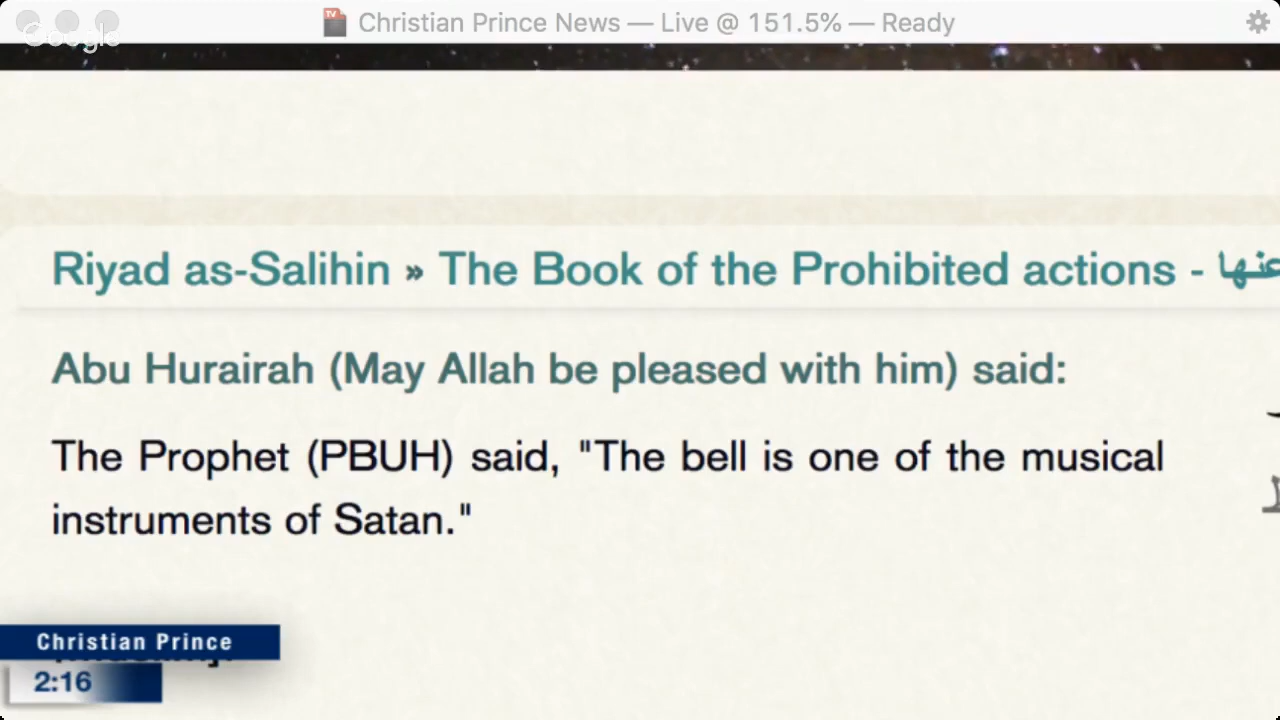 Christian Prince News — Live @ 151.5% — Ready
Google
Riyad as-Salihin » The Book of the Prohibited actions - عنها
Abu Hurairah (May Allah be pleased with him) said:
The Prophet (PBUH) said, "The bell is one of the musical
instruments of Satan."
Christian Prince
2:16